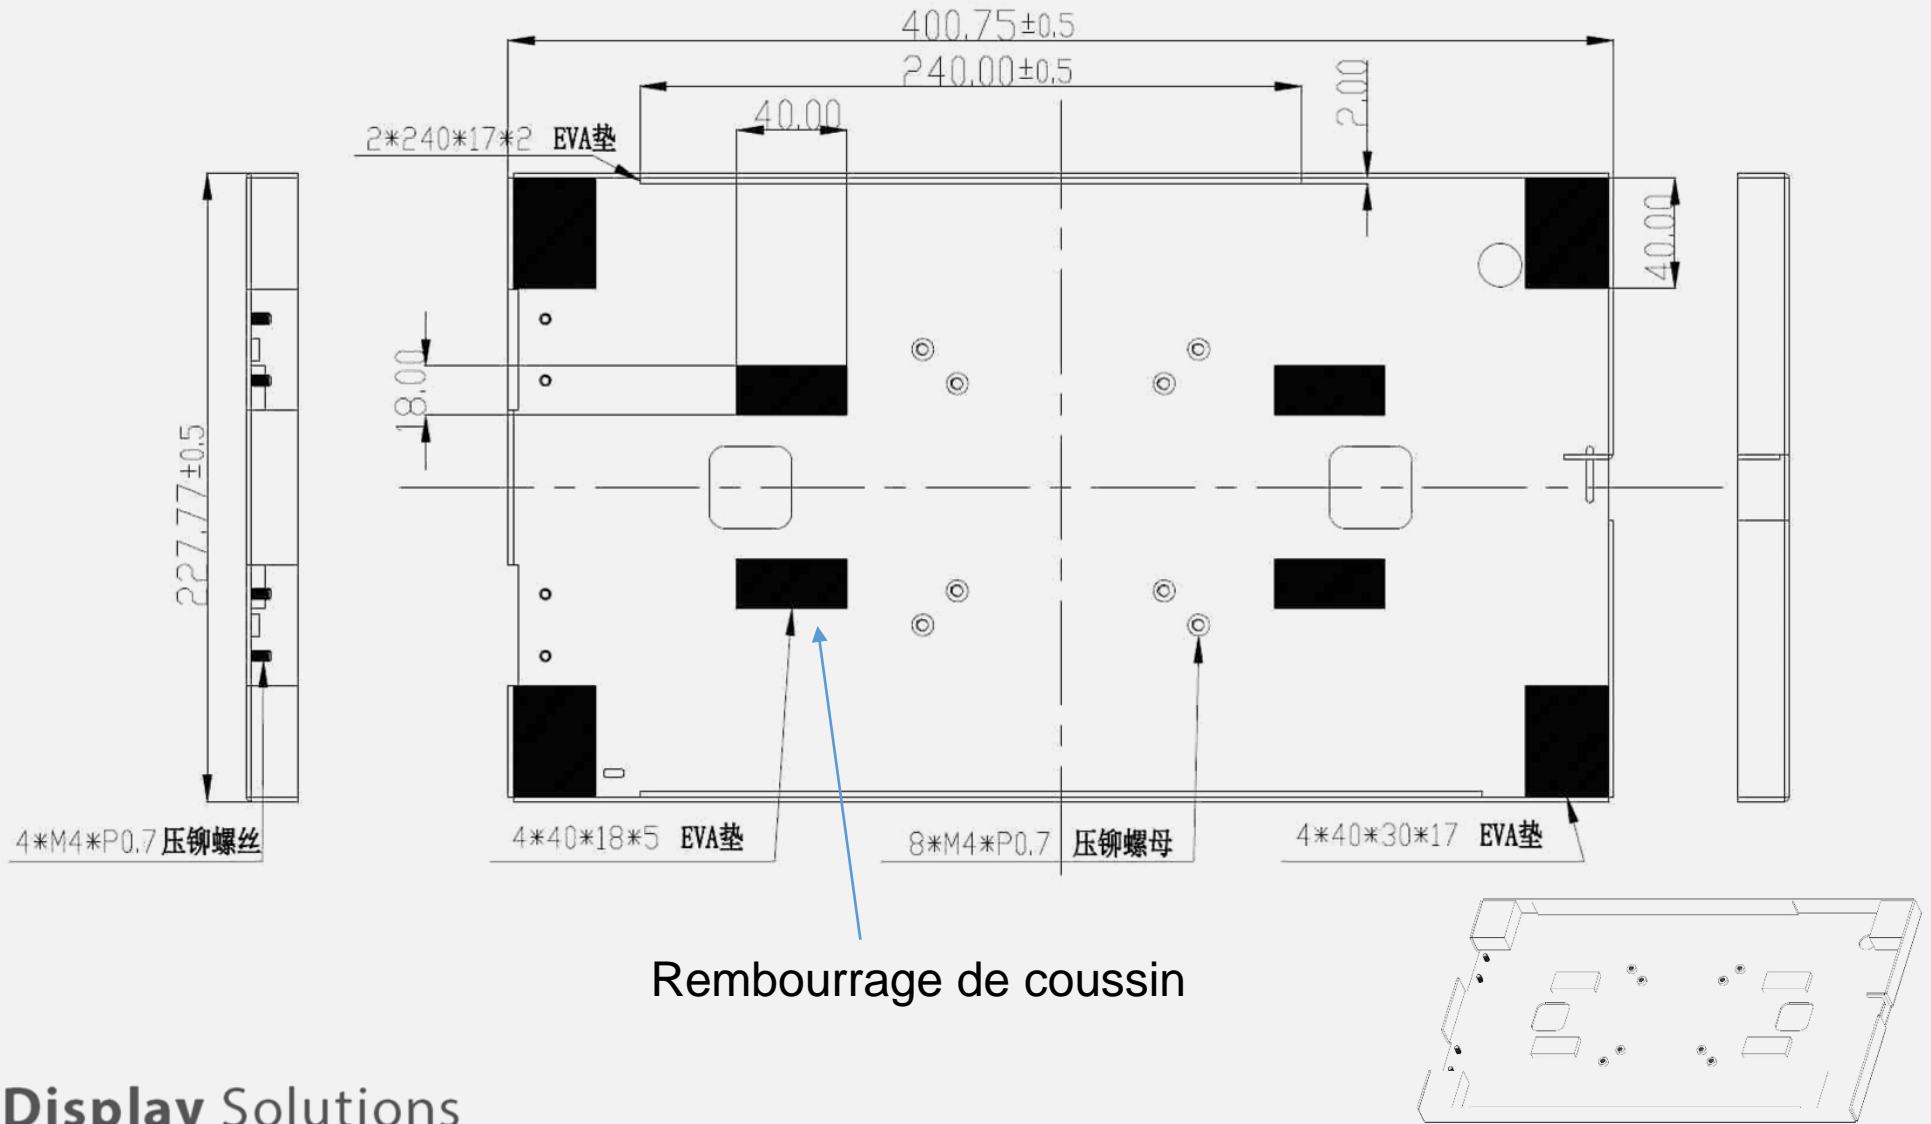 400.75±0.5
240.00±0.5
40.00
2.00
2*240*17*2 EVA垫
40.00
18.00
227.77±0.5
4*M4*P0.7压铆螺丝
4*40*18*5 EVA垫
8*M4*P0.7 压铆螺母
4*40*30*17 EVA垫
Rembourrage de coussin
Display Solutions